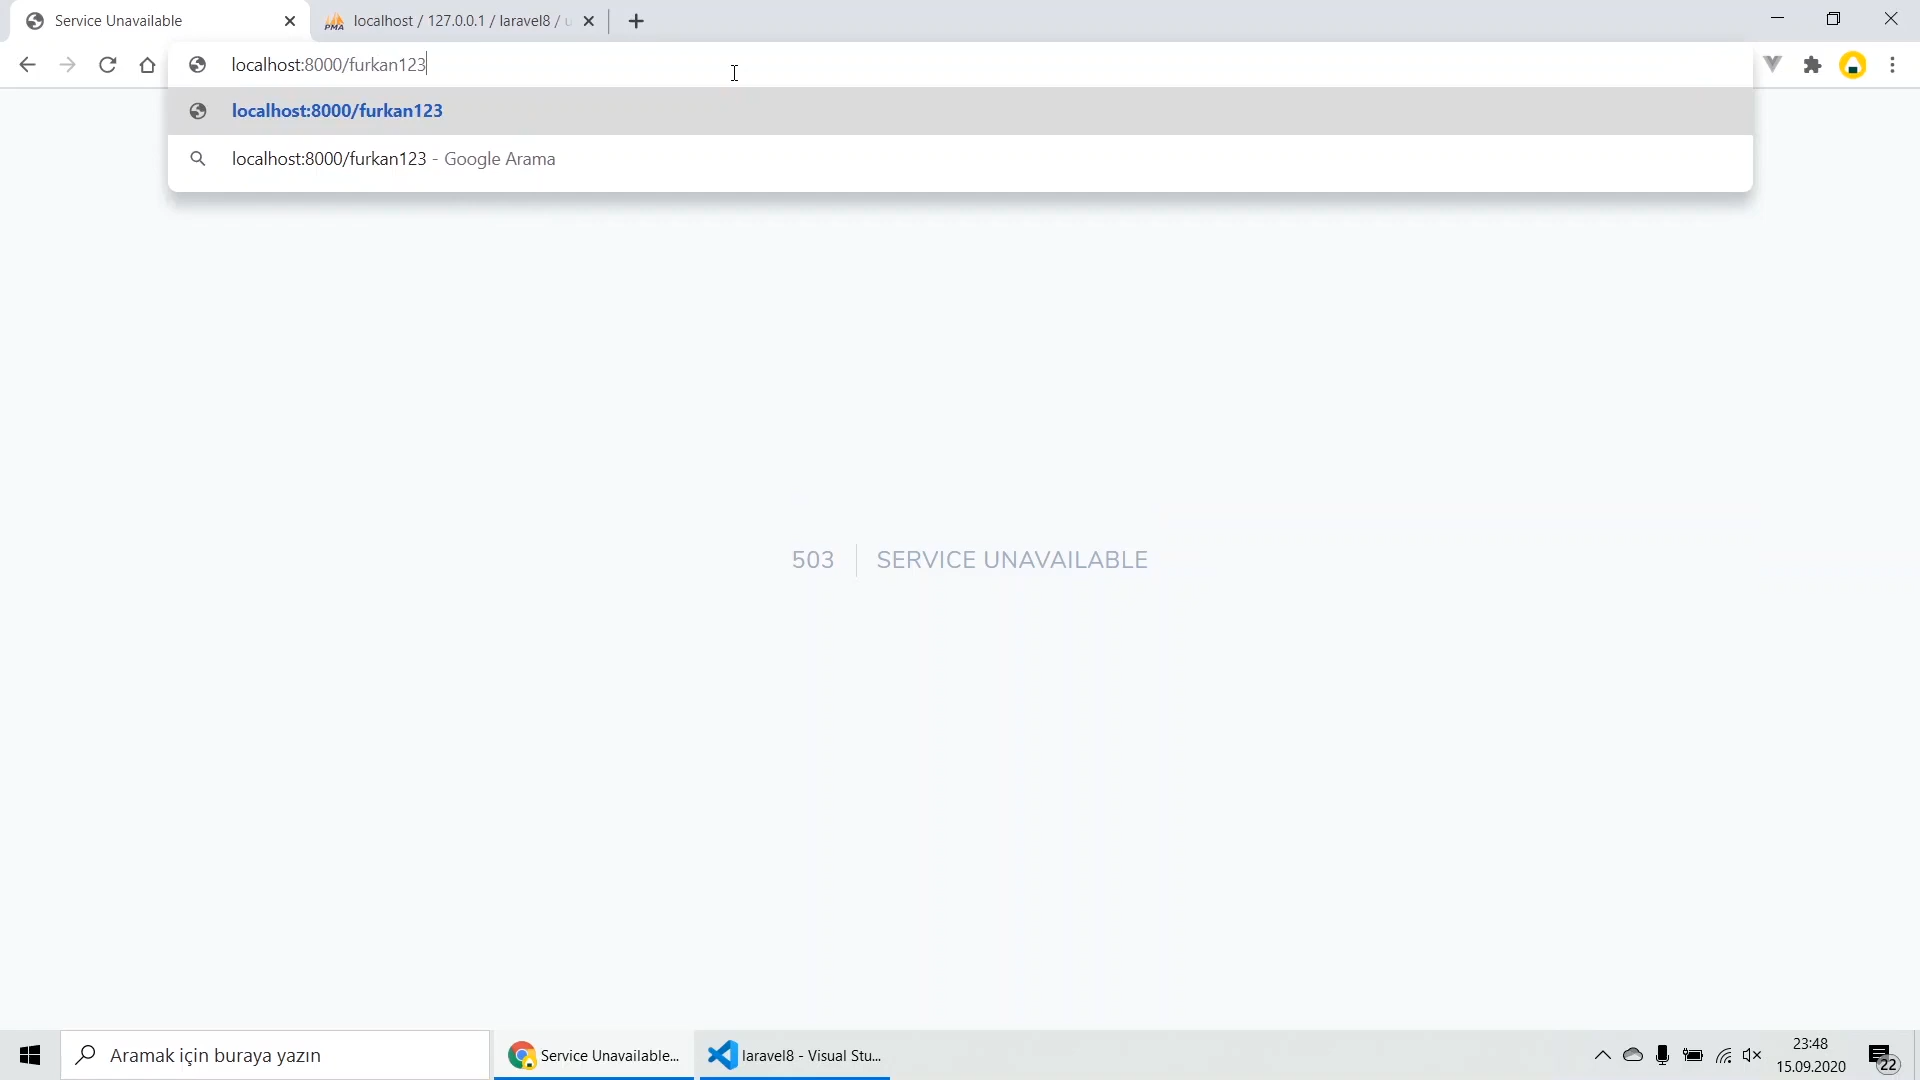 Service Unavailable
localhost / 127.0.0.1 / laravel8 /
localhost:8000/furkan123
localhost:8000/furkan123
localhost:8000/furkan123 - Google Arama
503 SERVICE UNAVAILABLE
Aramak için buraya yazın
Service Unavailable...
laravel8 - Visual Stu...
23:48
15.09.2020
22